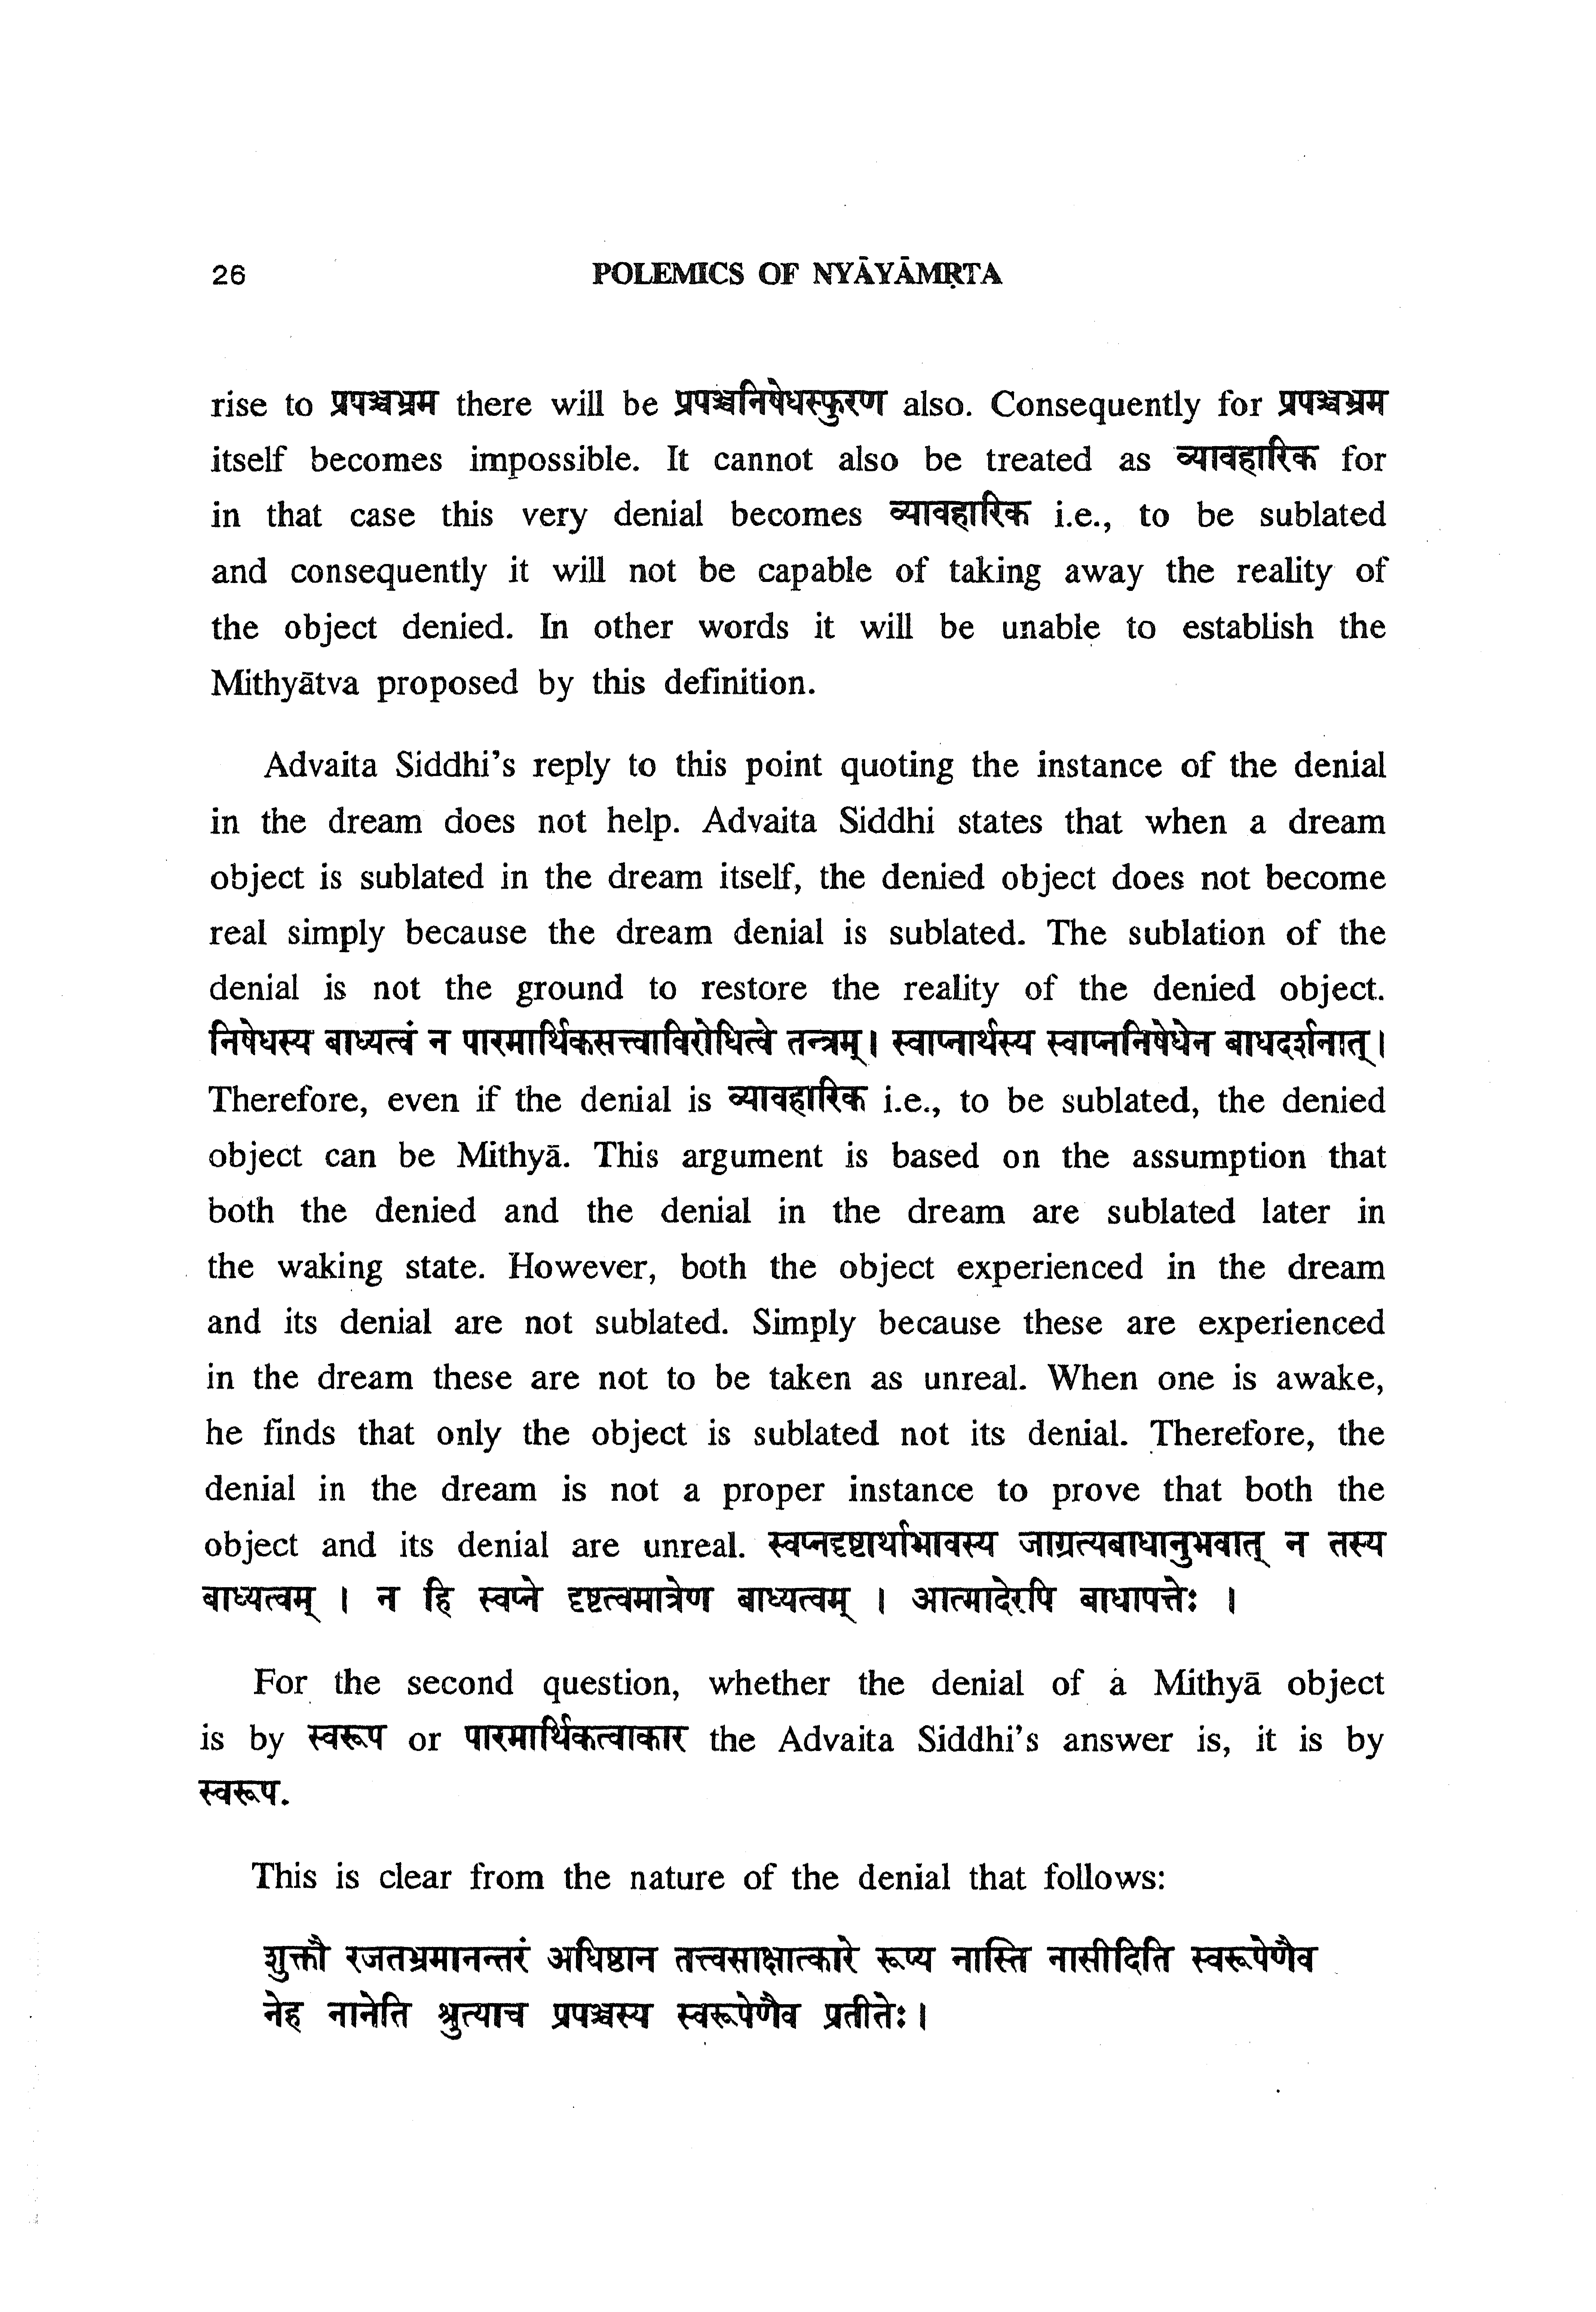 26 POLEMICS OF NYĀYĀMṚTA
rise to प्रपञ्चभ्रम there will be प्रपञ्चनिषेधस्फुरण also. Consequently for प्रपञ्चभ्रम
itself becomes impossible. It cannot also be treated as व्यावहारिक for
in that case this very denial becomes व्यावहारिक i.e., to be sublated
and consequently it will not be capable of taking away the reality of
the object denied. In other words it will be unable to establish the
Mithyātva proposed by this definition.
Advaita Siddhi's reply to this point quoting the instance of the denial
in the dream does not help. Advaita Siddhi states that when a dream
object is sublated in the dream itself, the denied object does not become
real simply because the dream denial is sublated. The sublation of the
denial is not the ground to restore the reality of the denied object.
निषेधस्य बाध्यत्वं न पारमार्थिकसत्त्वाविरोधित्वे तन्त्रम्। स्वाप्नार्थस्य स्वाप्ननिषेधेन बाधदर्शनात्।
Therefore, even if the denial is व्यावहारिक i.e., to be sublated, the denied
object can be Mithyā. This argument is based on the assumption that
both the denied and the denial in the dream are sublated later in
the waking state. However, both the object experienced in the dream
and its denial are not sublated. Simply because these are experienced
in the dream these are not to be taken as unreal. When one is awake,
he finds that only the object is sublated not its denial. Therefore, the
denial in the dream is not a proper instance to prove that both the
object and its denial are unreal. स्वप्नदृष्टार्थाभावस्य जाग्रत्यबाधानुभवात् न तस्य
बाध्यत्वम् । न हि स्वप्ने दृष्टत्वमात्रेण बाध्यत्वम् । आत्मादेरपि बाधापत्तेः ।
For the second question, whether the denial of a Mithyā object
is by स्वरूप or पारमार्थिकत्वाकार the Advaita Siddhi's answer is, it is by
स्वरूप.
This is clear from the nature of the denial that follows:
शुक्तौ रजतभ्रमानन्तरं अधिष्ठान तत्त्वसाक्षात्कारे रूप्य नास्ति नासीदिति स्वरूपेणैव
नेह नानेति श्रुत्याच प्रपञ्चस्य स्वरूपेणैव प्रतीतेः।